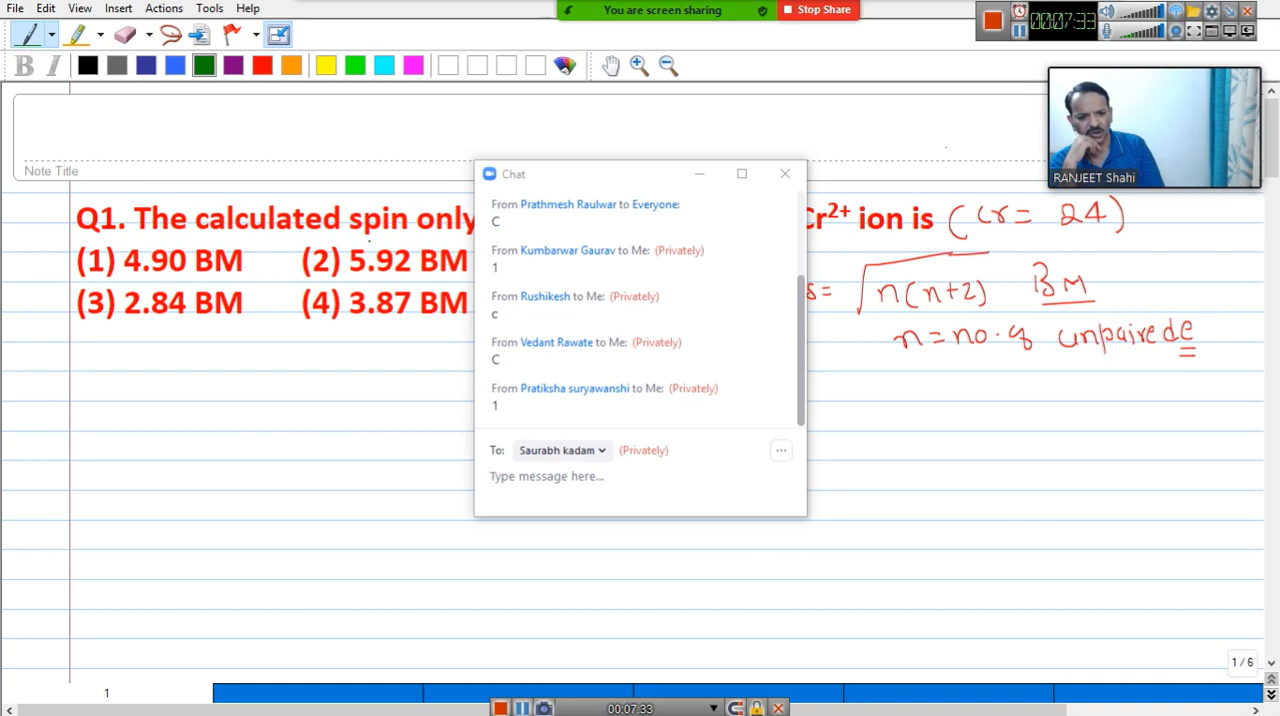 File Edit View Insert Actions Tools Help
You are screen sharing
Stop Share
00:07:33
B I
RANJEET Shahi
Note Title
Chat
From Prathmesh Raulwar to Everyone:
C
From Kumbarwar Gaurav to Me: (Privately)
1
From Rushikesh to Me: (Privately)
c
From Vedant Rawate to Me: (Privately)
C
From Pratiksha suryawanshi to Me: (Privately)
1
To: Saurabh kadam (Privately)
Type message here...
Q1. The calculated spin only Cr²⁺ ion is (Cr = 24)
(1) 4.90 BM (2) 5.92 BM
(3) 2.84 BM (4) 3.87 BM
s = √n(n+2) BM
n = no. of unpaired e
1 / 6
1
00:07:33